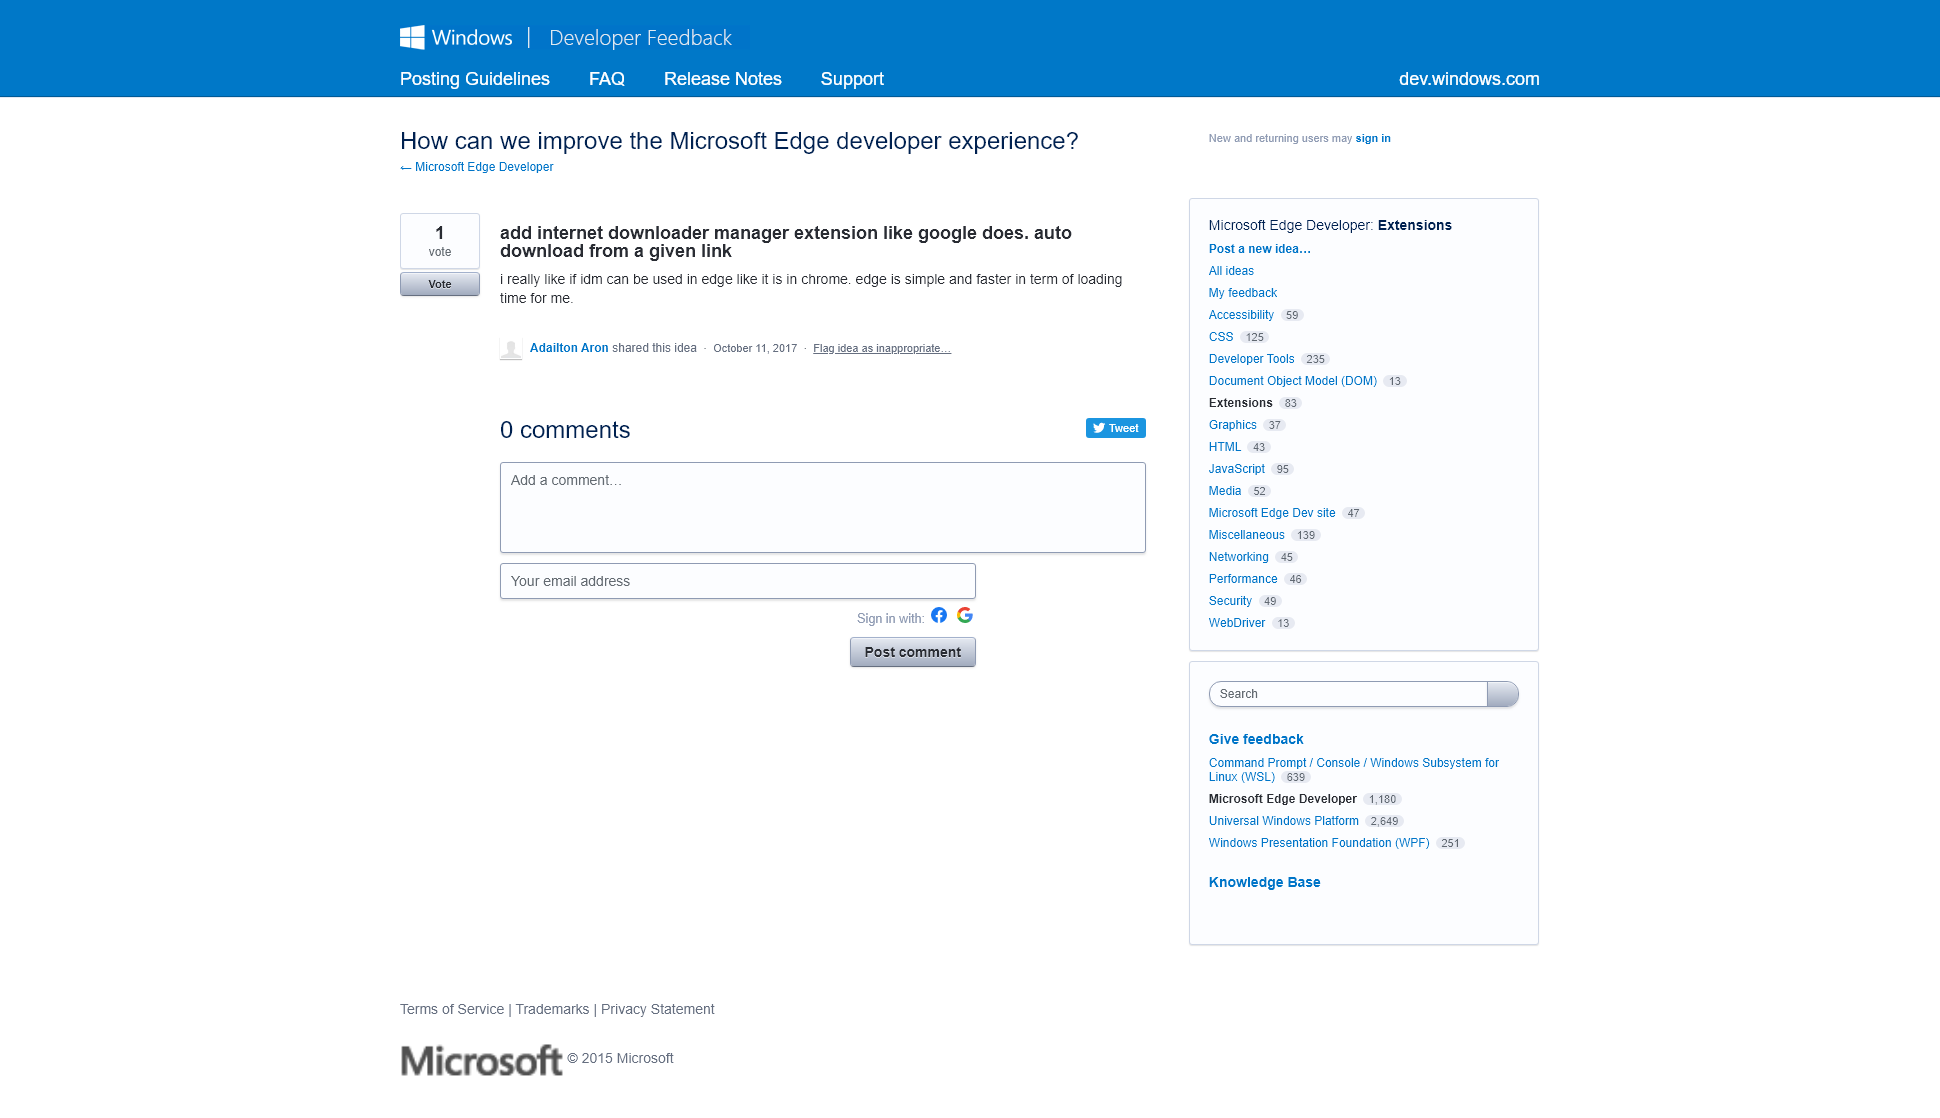 Windows | Developer Feedback
Posting Guidelines FAQ Release Notes Support dev.windows.com
How can we improve the Microsoft Edge developer experience?
← Microsoft Edge Developer
New and returning users may sign in
1
vote
Vote
add internet downloader manager extension like google does. auto
download from a given link
i really like if idm can be used in edge like it is in chrome. edge is simple and faster in term of loading
time for me.
Adailton Aron shared this idea · October 11, 2017 · Flag idea as inappropriate…
0 comments
Tweet
Add a comment…
Your email address
Sign in with:
Post comment
Microsoft Edge Developer: Extensions
Post a new idea…
All ideas
My feedback
Accessibility 59
CSS 125
Developer Tools 235
Document Object Model (DOM) 13
Extensions 83
Graphics 37
HTML 43
JavaScript 95
Media 52
Microsoft Edge Dev site 47
Miscellaneous 139
Networking 45
Performance 46
Security 49
WebDriver 13
Search
Give feedback
Command Prompt / Console / Windows Subsystem for
Linux (WSL) 639
Microsoft Edge Developer 1,180
Universal Windows Platform 2,649
Windows Presentation Foundation (WPF) 251
Knowledge Base
Terms of Service | Trademarks | Privacy Statement
Microsoft © 2015 Microsoft